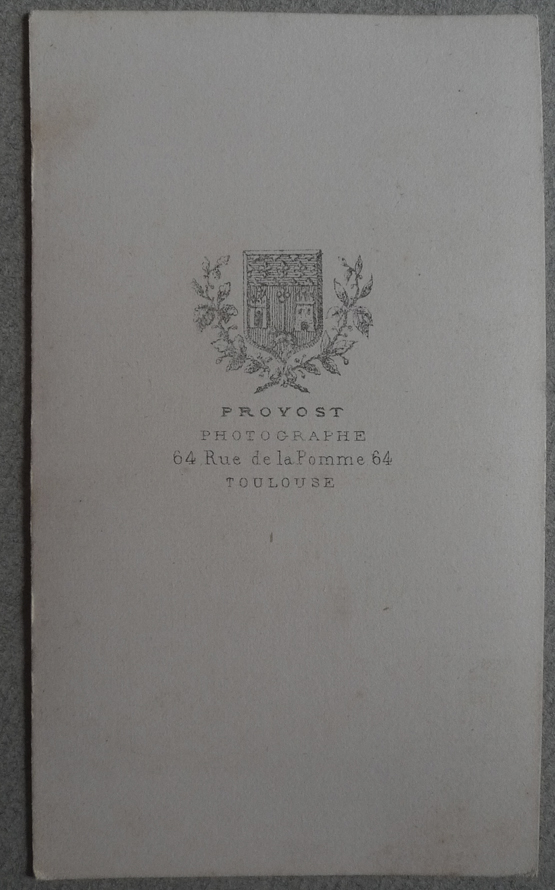 PROVOST
PHOTOGRAPHE
64 Rue de la Pomme 64
TOULOUSE